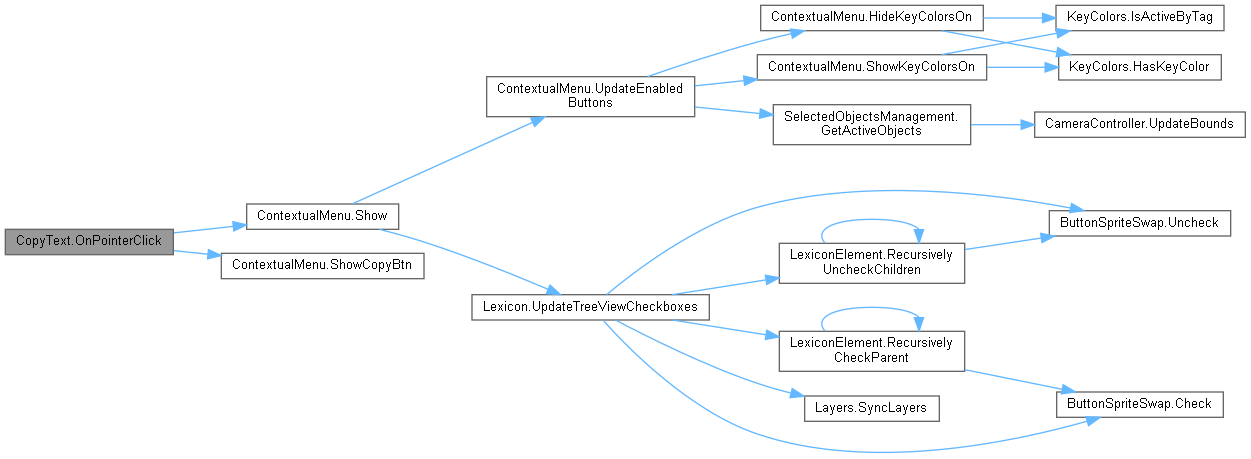 ContextualMenu.HideKeyColorsOn
KeyColors.IsActiveByTag
ContextualMenu.ShowKeyColorsOn
KeyColors.HasKeyColor
ContextualMenu.UpdateEnabled
Buttons
SelectedObjectsManagement.
GetActiveObjects
CameraController.UpdateBounds
ContextualMenu.Show
CopyText.OnPointerClick
ContextualMenu.ShowCopyBtn
ButtonSpriteSwap.Uncheck
LexiconElement.Recursively
UncheckChildren
Lexicon.UpdateTreeViewCheckboxes
LexiconElement.Recursively
CheckParent
Layers.SyncLayers
ButtonSpriteSwap.Check